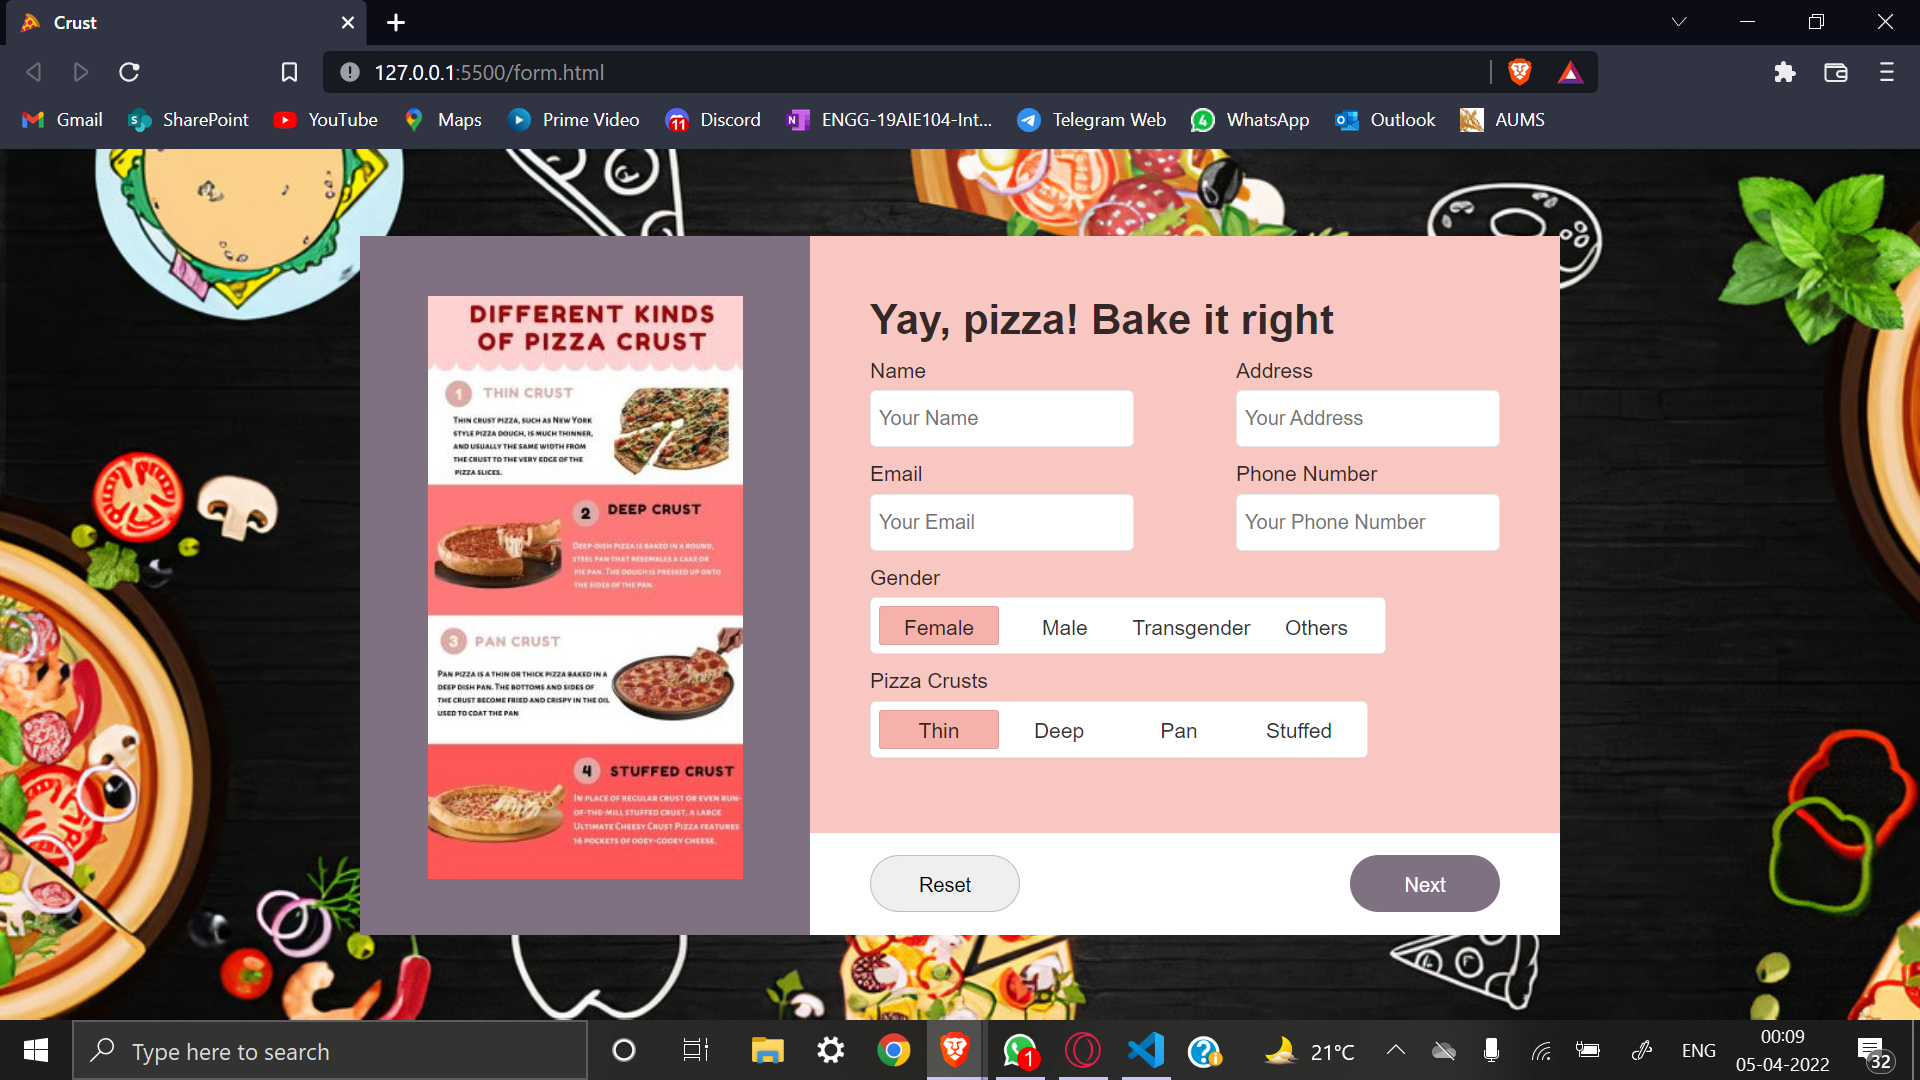 Crust
127.0.0.1:5500/form.html
Gmail
SharePoint
YouTube
Maps
Prime Video
11
Discord
ENGG-19AIE104-Int...
Telegram Web
4
WhatsApp
Outlook
AUMS
DIFFERENT KINDS
OF PIZZA CRUST
1 THIN CRUST
THIN CRUST PIZZA, SUCH AS NEW YORK
STYLE PIZZA DOUGH, IS MUCH THINNER,
AND USUALLY THE SAME WIDTH FROM
THE CRUST TO THE VERY EDGE OF THE
PIZZA SLICES.
2 DEEP CRUST
DEEP-DISH PIZZA IS BAKED IN A ROUND,
STEEL PAN THAT RESEMBLES A CAKE OR
PIE PAN. THE DOUGH IS PRESSED UP ONTO
THE SIDES OF THE PAN.
3 PAN CRUST
PAN PIZZA IS A THIN OR THICK PIZZA BAKED IN A
DEEP DISH PAN. THE BOTTOMS AND SIDES OF
THE CRUST BECOME FRIED AND CRISPY IN THE OIL
USED TO COAT THE PAN
4 STUFFED CRUST
IN PLACE OF REGULAR CRUST OR EVEN RUN-
OF-THE-MILL STUFFED CRUST, A LARGE
ULTIMATE CHEESY CRUST PIZZA FEATURES
16 POCKETS OF OOEY-GOOEY CHEESE.
Yay, pizza! Bake it right
Name
Address
Your Name
Your Address
Email
Phone Number
Your Email
Your Phone Number
Gender
Female
Male
Transgender
Others
Pizza Crusts
Thin
Deep
Pan
Stuffed
Reset
Next
Type here to search
1
21°C
ENG
00:09
05-04-2022
32